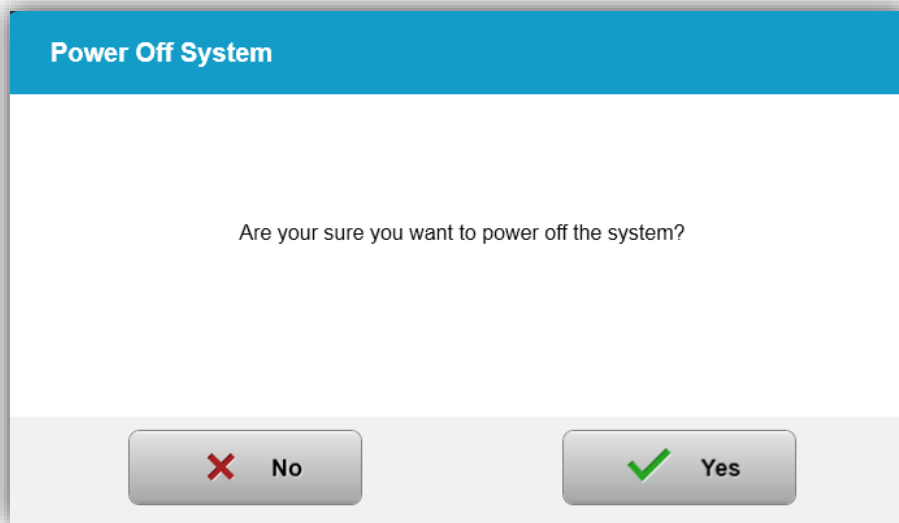 Power Off System
Are your sure you want to power off the system?
No
Yes